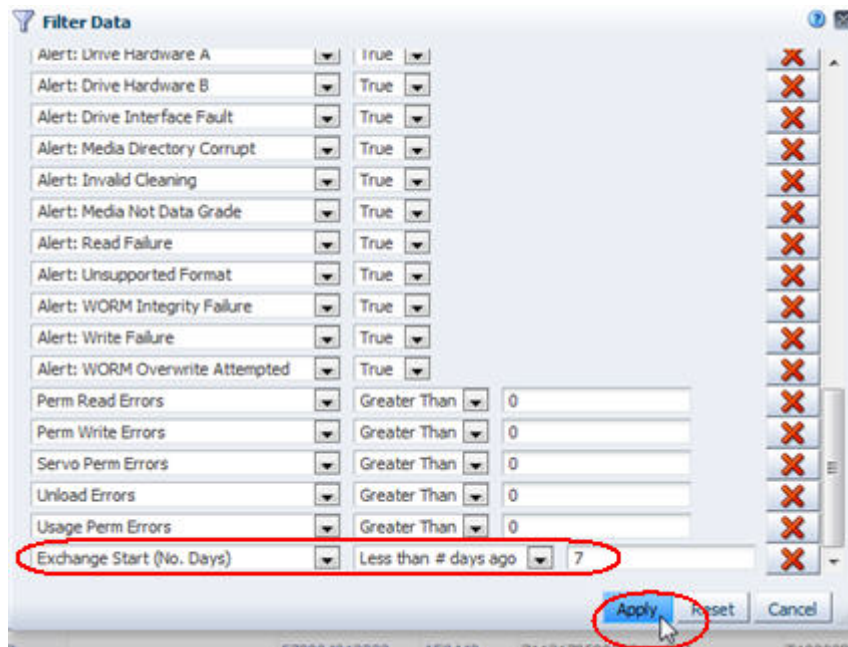 Filter Data
Alert: Drive Hardware A True
Alert: Drive Hardware B True
Alert: Drive Interface Fault True
Alert: Media Directory Corrupt True
Alert: Invalid Cleaning True
Alert: Media Not Data Grade True
Alert: Read Failure True
Alert: Unsupported Format True
Alert: WORM Integrity Failure True
Alert: Write Failure True
Alert: WORM Overwrite Attempted True
Perm Read Errors Greater Than 0
Perm Write Errors Greater Than 0
Servo Perm Errors Greater Than 0
Unload Errors Greater Than 0
Usage Perm Errors Greater Than 0
Exchange Start (No. Days) Less than # days ago 7
Apply Reset Cancel